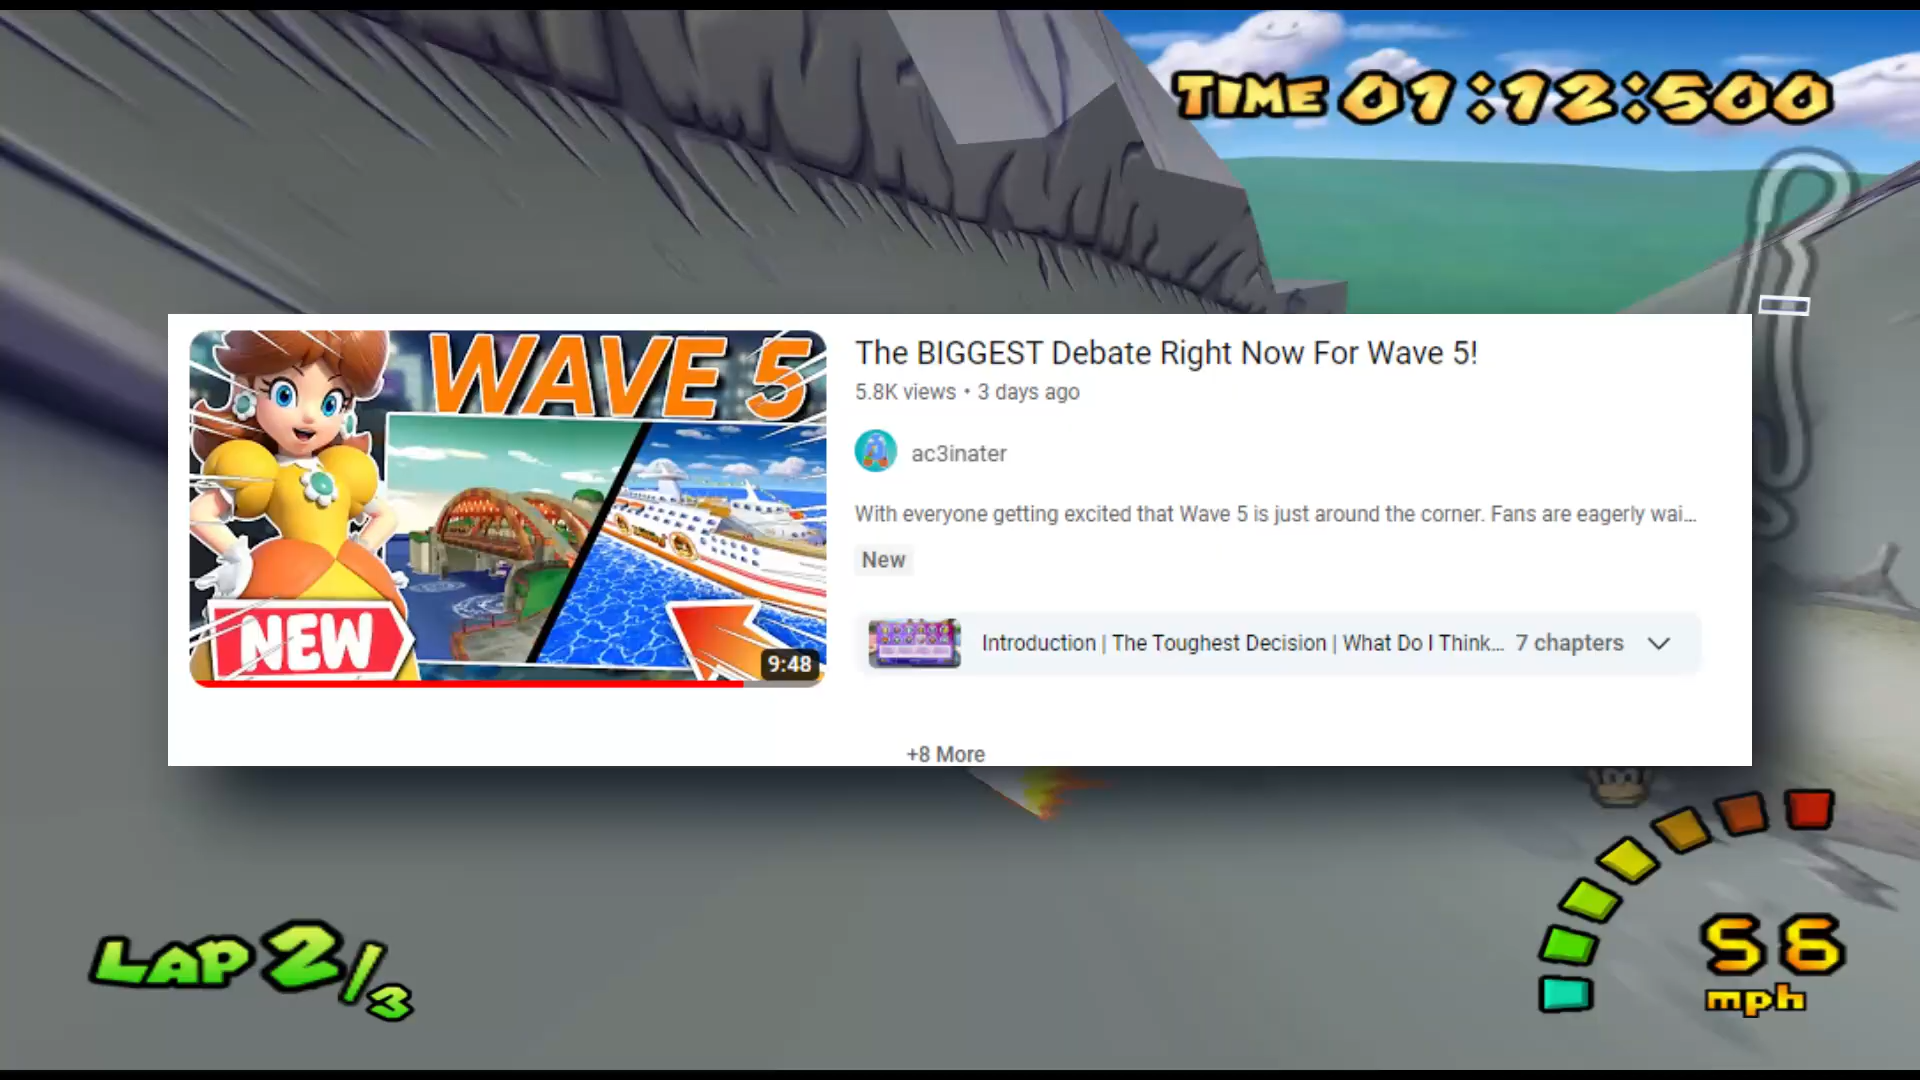 TIME 01:12:500
WAVE 5
NEW
9:48
The BIGGEST Debate Right Now For Wave 5!
5.8K views • 3 days ago
ac3inater
With everyone getting excited that Wave 5 is just around the corner. Fans are eagerly wai...
New
Introduction | The Toughest Decision | What Do I Think... 7 chapters
+8 More
LAP 2/3
56
mph